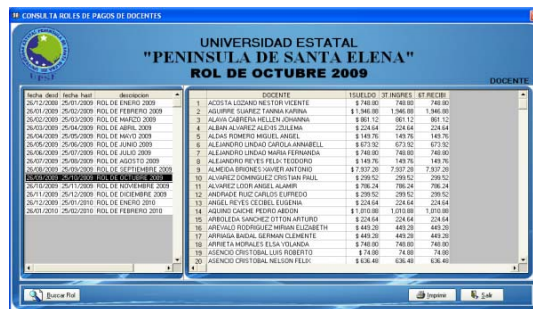 CONSULTA ROLES DE PAGOS DE DOCENTES
UNIVERSIDAD ESTATAL
"PENINSULA DE SANTA ELENA"
ROL DE OCTUBRE 2009
UPSE
DOCENTE
fecha_desd fecha_hast descripcion
26/12/2008 25/01/2009 ROL DE ENERO 2009
26/01/2009 25/02/2009 ROL DE FEBRERO 2009
26/02/2009 25/03/2009 ROL DE MARZO 2009
26/03/2009 25/04/2009 ROL DE ABRIL 2009
26/04/2009 25/05/2009 ROL DE MAYO 2009
26/05/2009 25/06/2009 ROL DE JUNIO 2009
26/06/2009 25/07/2009 ROL DE JULIO 2009
26/07/2009 25/08/2009 ROL DE AGOSTO 2009
26/08/2009 25/09/2009 ROL DE SEPTIEMBRE 2009
26/09/2009 25/10/2009 ROL DE OCTUBRE 2009
26/10/2009 25/11/2009 ROL DE NOVIEMBRE 2009
26/11/2009 25/12/2009 ROL DE DICIEMBRE 2009
26/12/2009 25/01/2010 ROL DE ENERO 2010
26/01/2010 25/02/2010 ROL DE FEBRERO 2010
DOCENTE 1SUELDO 3T.INGRES 6T.RECIBI
1 ACOSTA LOZANO NESTOR VICENTE $ 748.00 748.00 748.00
2 AGUIRRE SUAREZ TANNIA KARINA $ 1,946.88 1,946.88 1,946.88
3 ALAVA CABRERA HELLEN JOHANNA $ 861.12 861.12 861.12
4 ALBAN ALVAREZ ALEXIS ZULEMA $ 224.64 224.64 224.64
5 ALDAS ROMERO MIGUEL ANGEL $ 149.76 149.76 149.76
6 ALEJANDRO LINDAO CAROLA ANNABELL $ 673.92 673.92 673.92
7 ALEJANDRO LINDAO MARIA FERNANDA $ 748.00 748.00 748.00
8 ALEJANDRO REYES FELIX TEODORO $ 149.76 149.76 149.76
9 ALMEIDA BRIONES XAVIER ANTONIO $ 7,937.28 7,937.28 7,937.28
10 ALVAREZ DOMINGUEZ CRISTIAN PAUL $ 299.52 299.52 299.52
11 ALVAREZ LOOR ANGEL ALAMIR $ 786.24 786.24 786.24
12 ANDRADE RUIZ CARLOS EUFREDO $ 299.52 299.52 299.52
13 ANGEL REYES CECIBEL EUGENIA $ 224.64 224.64 224.64
14 AQUINO CAICHE PEDRO ABDON $ 1,010.88 1,010.88 1,010.88
15 ARBOLEDA SANCHEZ OTTON ARTURO $ 224.64 224.64 224.64
16 AREVALO RODRIGUEZ MIRIAN ELIZABETH $ 449.28 449.28 449.28
17 ARRIAGA BAIDAL GERMAN CLEMENTE $ 449.28 449.28 449.28
18 ARRIETA MORALES ELSA YOLANDA $ 748.80 748.80 748.80
19 ASENCIO CRISTOBAL LUIS ROBERTO $ 74.88 74.88 74.88
20 ASENCIO CRISTOBAL NELSON FELIX $ 636.48 636.48 636.48
Buscar Rol
Imprimir
Salir